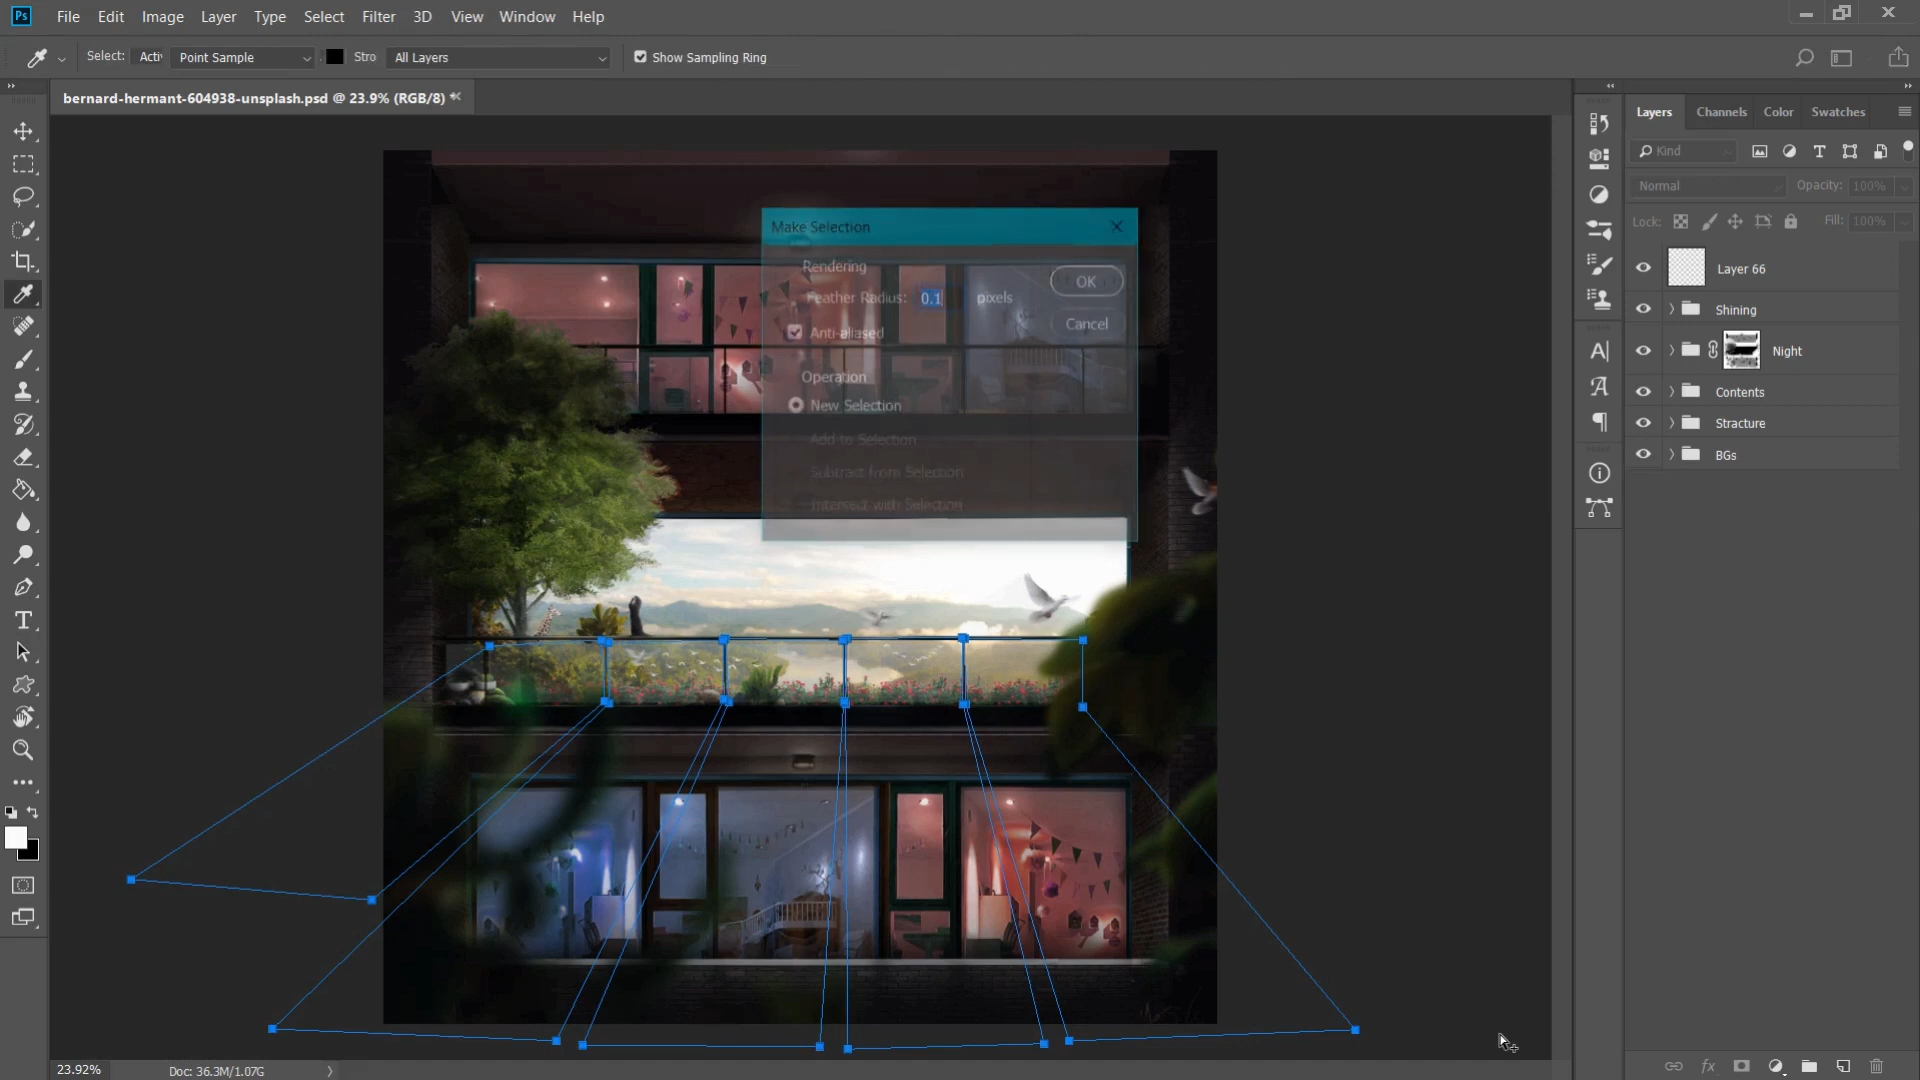 Ps File Edit Image Layer Type Select Filter 3D View Window Help
Select: Acti Point Sample Stro All Layers Show Sampling Ring
bernard-hermant-604938-unsplash.psd @ 23.9% (RGB/8) *
Layers Channels Color Swatches
Kind
Normal Opacity: 100%
Lock: Fill: 100%
Layer 66
Shining
Night
Contents
Stracture
BGs
Make Selection
Rendering
Feather Radius: 0.1 pixels
OK
Anti-aliased
Cancel
Operation
New Selection
Add to Selection
Subtract from Selection
Intersect with Selection
23.92% Doc: 36.3M/1.07G